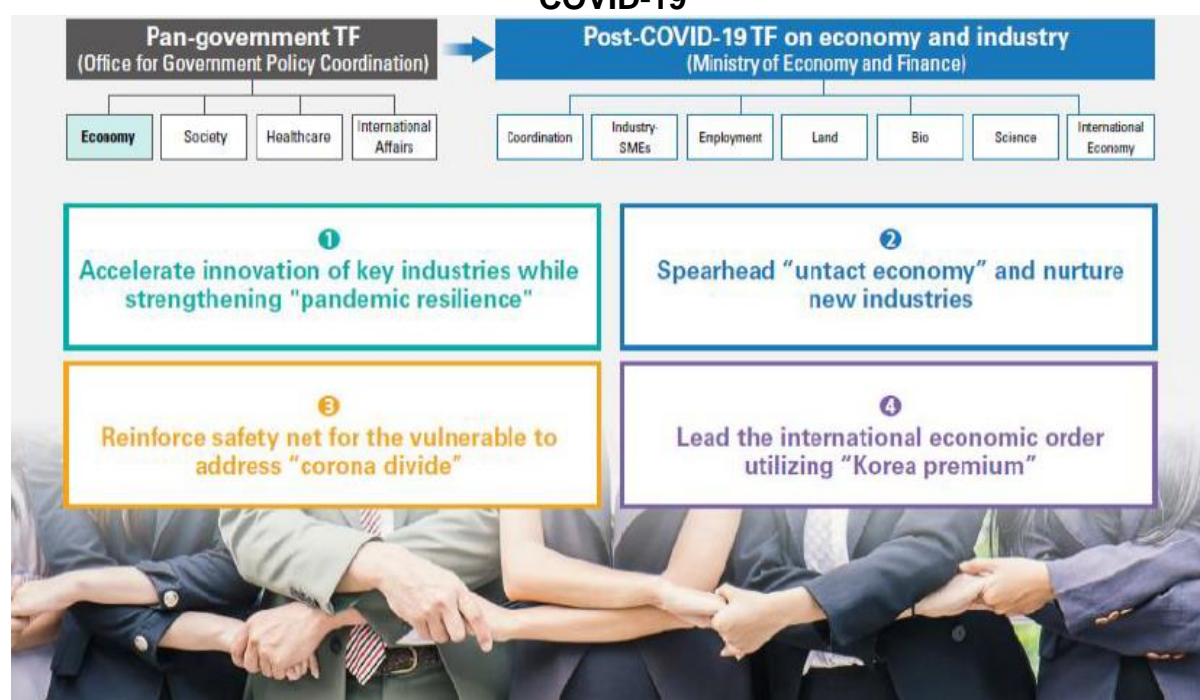 COVID-19
Pan-government TF
(Office for Government Policy Coordination)
Post-COVID-19 TF on economy and industry
(Ministry of Economy and Finance)
Economy
Society
Healthcare
International
Affairs
Coordination
Industry-
SMEs
Employment
Land
Bio
Science
International
Economy
1
Accelerate innovation of key industries while
strengthening "pandemic resilience"
2
Spearhead “untact economy” and nurture
new industries
3
Reinforce safety net for the vulnerable to
address “corona divide”
4
Lead the international economic order
utilizing “Korea premium”